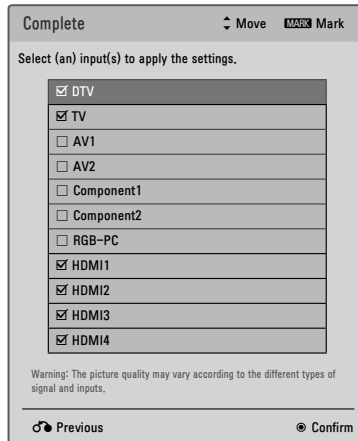 Complete
Move MARK Mark
Select (an) input(s) to apply the settings.
☑ DTV
☑ TV
☐ AV1
☐ AV2
☐ Component1
☐ Component2
☐ RGB-PC
☑ HDMI1
☑ HDMI2
☑ HDMI3
☑ HDMI4
Warning: The picture quality may vary according to the different types of
signal and inputs.
Previous
Confirm